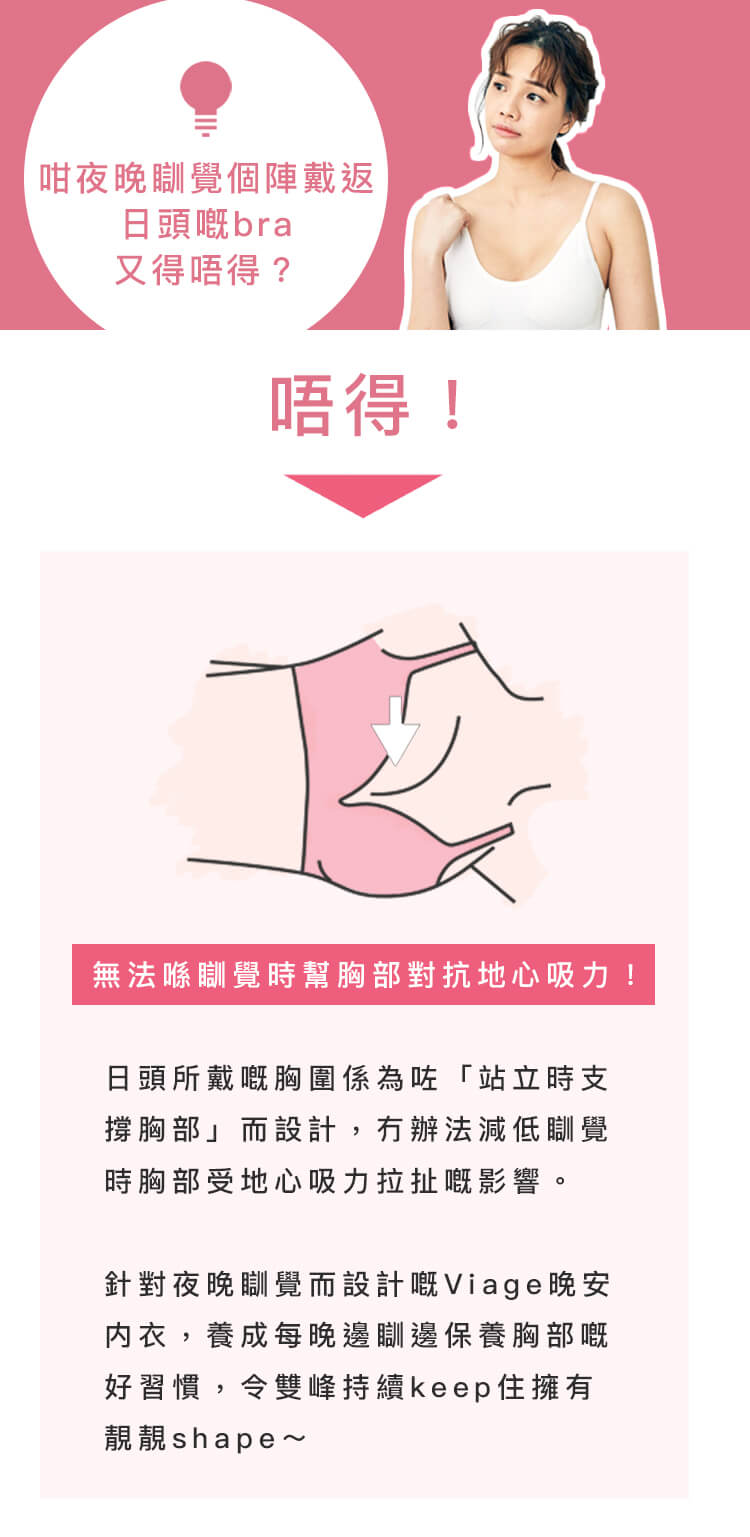 咁夜晚瞓覺個陣戴返
日頭嘅bra
又得唔得？
唔得！
無法喺瞓覺時幫胸部對抗地心吸力！
日頭所戴嘅胸圍係為咗「站立時支
撐胸部」而設計，冇辦法減低瞓覺
時胸部受地心吸力拉扯嘅影響。
針對夜晚瞓覺而設計嘅Viage晚安
内衣，養成每晚邊瞓邊保養胸部嘅
好習慣，令雙峰持續keep住擁有
靚靚shape～